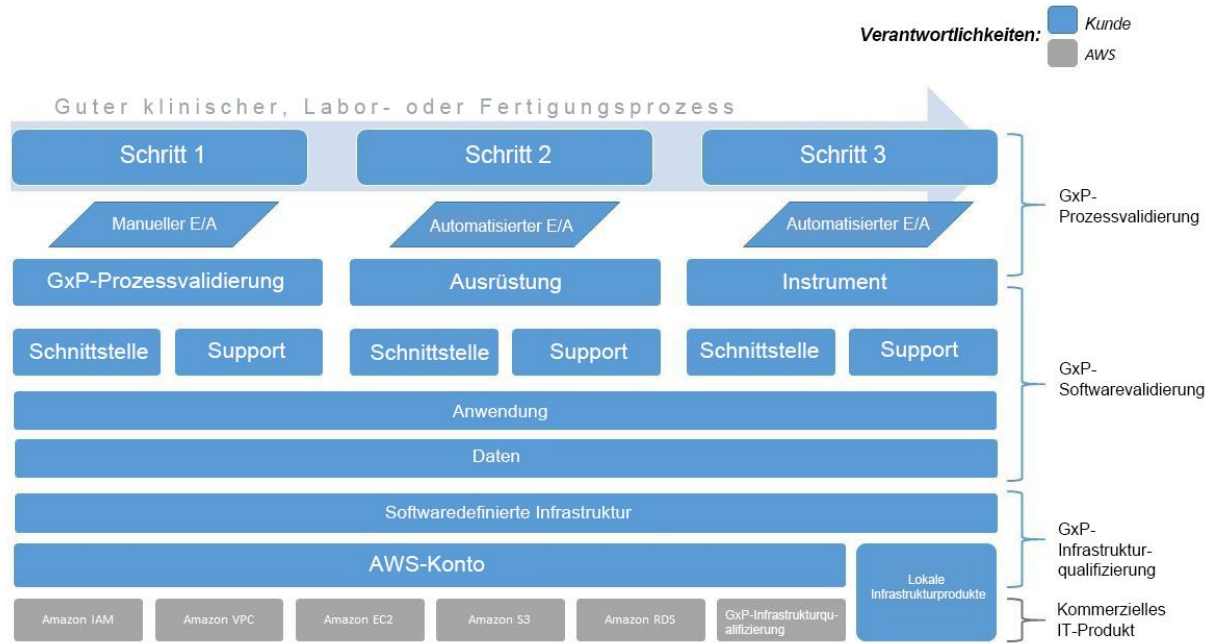 Verantwortlichkeiten:
Kunde
AWS
Guter klinischer, Labor- oder Fertigungsprozess
Schritt 1
Schritt 2
Schritt 3
Manueller E/A
Automatisierter E/A
Automatisierter E/A
GxP-
Prozessvalidierung
GxP-Prozessvalidierung
Ausrüstung
Instrument
Schnittstelle
Support
Schnittstelle
Support
Schnittstelle
Support
GxP-
Softwarevalidierung
Anwendung
Daten
Softwaredefinierte Infrastruktur
AWS-Konto
Lokale
Infrastrukturprodukte
GxP-
Infrastruktur-
qualifizierung
Amazon IAM
Amazon VPC
Amazon EC2
Amazon S3
Amazon RDS
GxP-Infrastrukturqu-
alifizierung
Kommerzielles
IT-Produkt